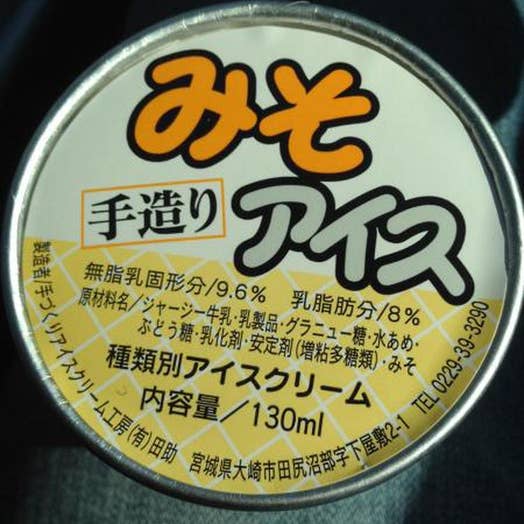 みそ
手造り
アイス
無脂乳固形分/9.6% 乳脂肪分/8%
原材料名/ジャージー牛乳・乳製品・グラニュー糖・水あめ・
ぶどう糖・乳化剤・安定剤(増粘多糖類)・みそ
種類別アイスクリーム
内容量/130ml
製造者/手づくりアイスクリーム工房(有)田助 宮城県大崎市田尻沼部字下屋敷2-1 TEL 0229-39-3290